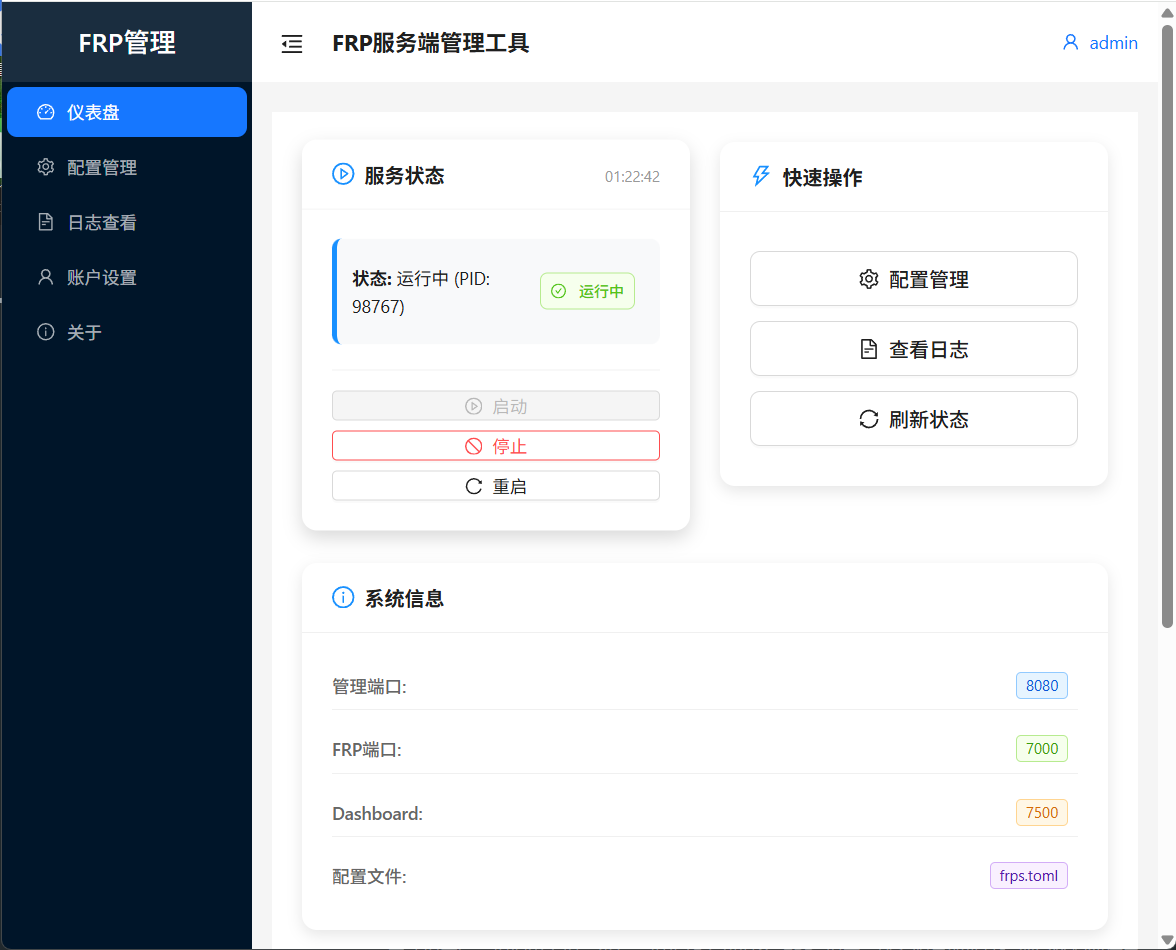 FRP管理
仪表盘
配置管理
日志查看
账户设置
关于
FRP服务端管理工具
admin
服务状态
01:22:42
状态: 运行中 (PID:
98767)
运行中
启动
停止
重启
快速操作
配置管理
查看日志
刷新状态
系统信息
管理端口:
8080
FRP端口:
7000
Dashboard:
7500
配置文件:
frps.toml